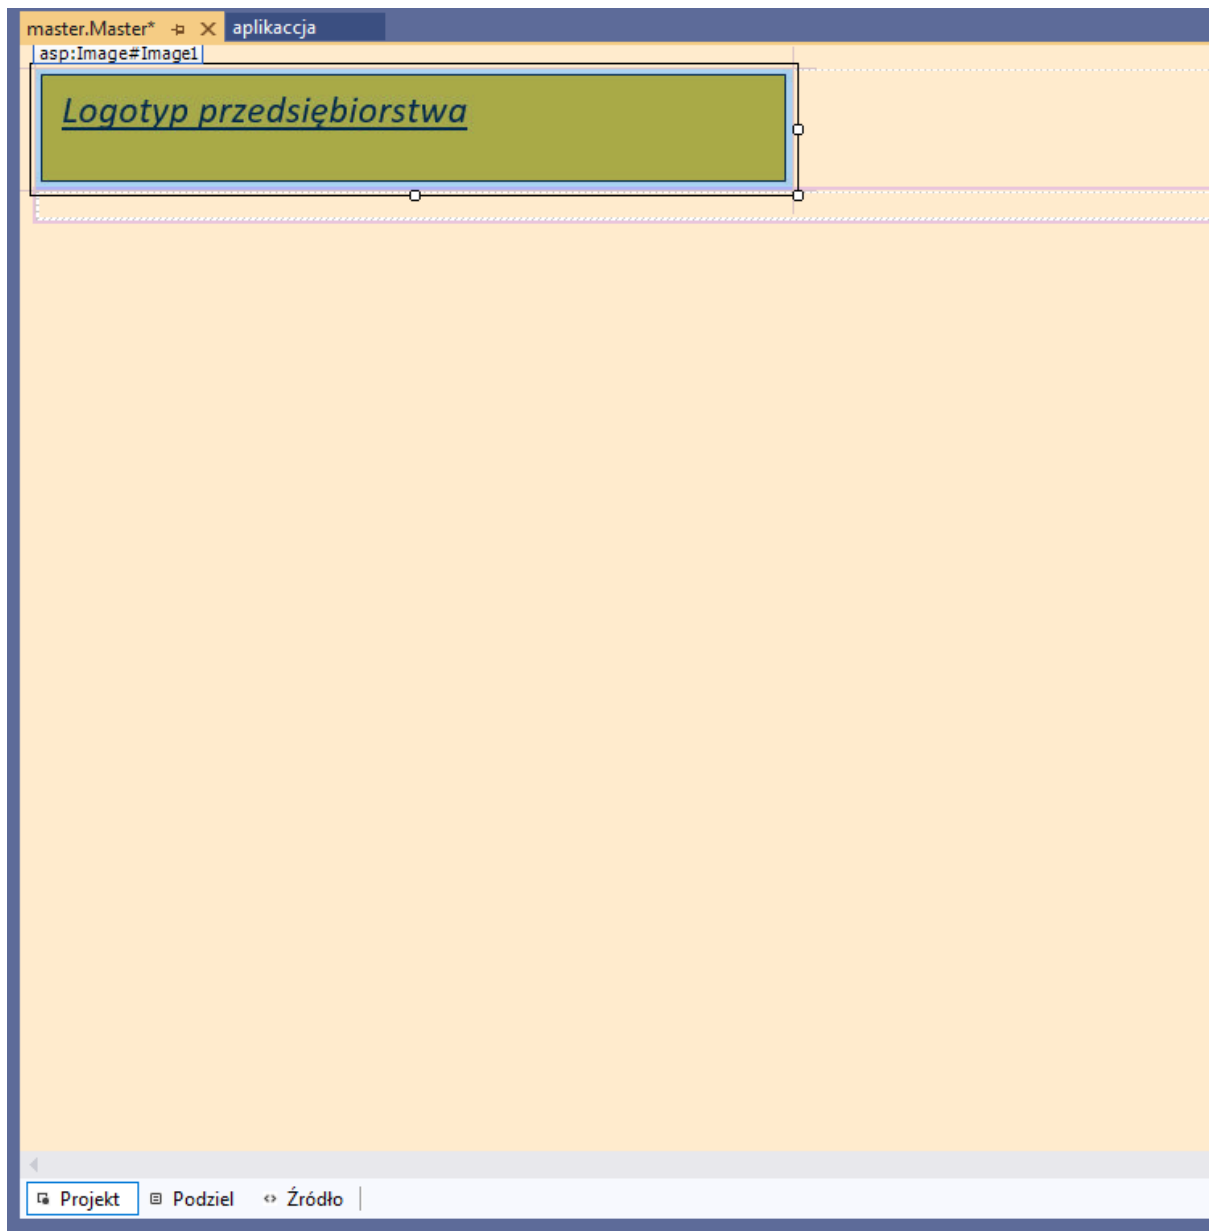 master.Master*
aplikaccja
asp:Image#Image1
Logotyp przedsiębiorstwa
Projekt Podziel Źródło